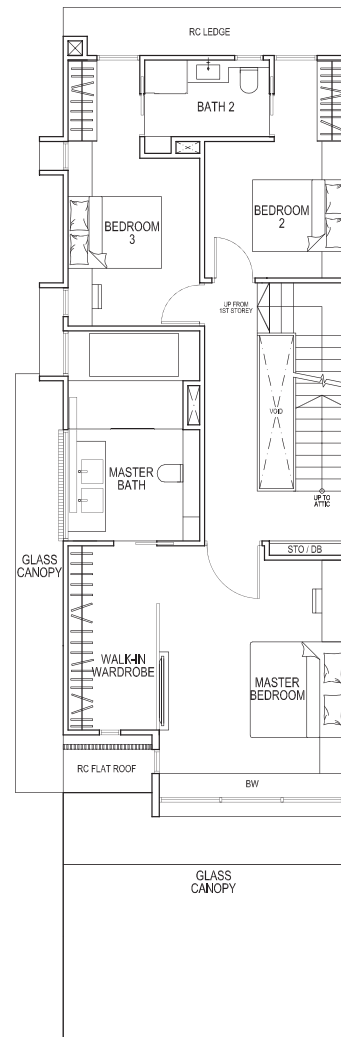 RC LEDGE
BATH 2
BEDROOM
3
BEDROOM
2
UP FROM
1ST STOREY
VOID
MASTER
BATH
UP TO
ATTIC
STO / DB
GLASS
CANOPY
WALK-IN
WARDROBE
MASTER
BEDROOM
RC FLAT ROOF
BW
GLASS
CANOPY